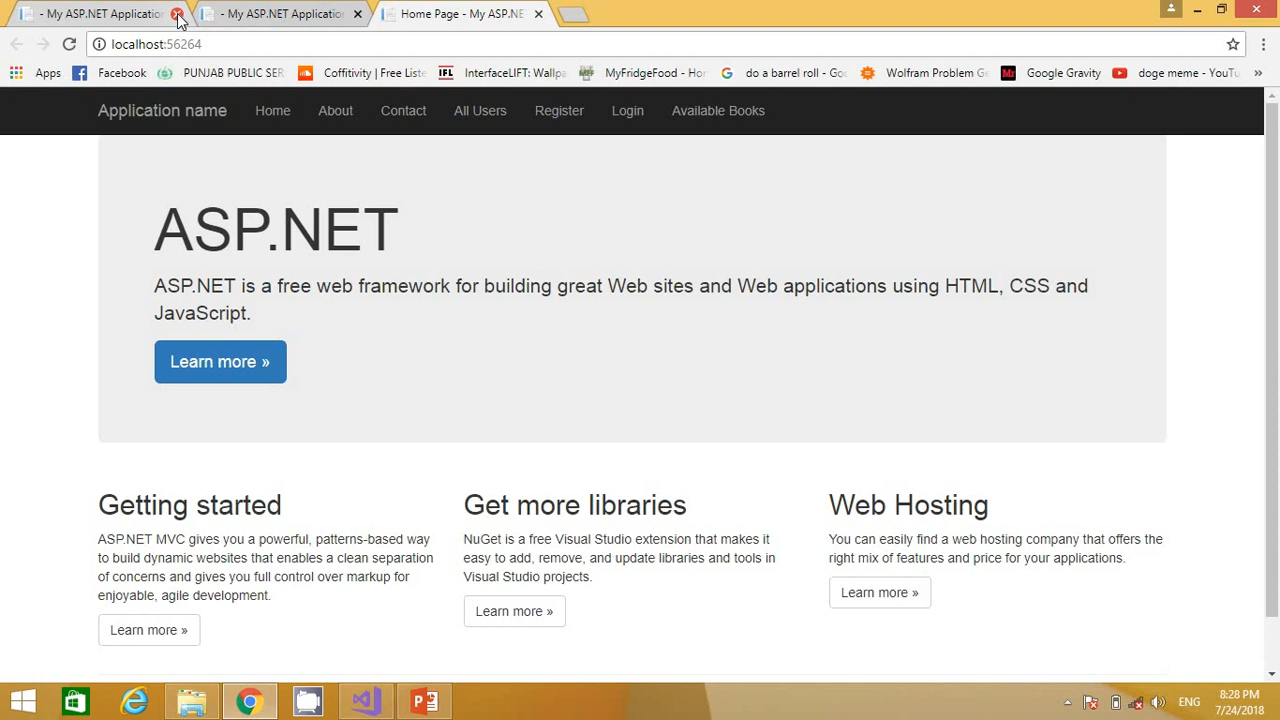 - My ASP.NET Application
- My ASP.NET Application
Home Page - My ASP.NE
localhost:56264
Apps
Facebook
PUNJAB PUBLIC SER
Coffitivity | Free Liste
IFL
InterfaceLIFT: Wallpa
MyFridgeFood - Ho
do a barrel roll - Go
Wolfram Problem Ge
Mr
Google Gravity
doge meme - YouTu
»
Application name
Home
About
Contact
All Users
Register
Login
Available Books
ASP.NET
ASP.NET is a free web framework for building great Web sites and Web applications using HTML, CSS and
JavaScript.
Learn more »
Getting started
ASP.NET MVC gives you a powerful, patterns-based way
to build dynamic websites that enables a clean separation
of concerns and gives you full control over markup for
enjoyable, agile development.
Learn more »
Get more libraries
NuGet is a free Visual Studio extension that makes it
easy to add, remove, and update libraries and tools in
Visual Studio projects.
Learn more »
Web Hosting
You can easily find a web hosting company that offers the
right mix of features and price for your applications.
Learn more »
ENG
8:28 PM
7/24/2018